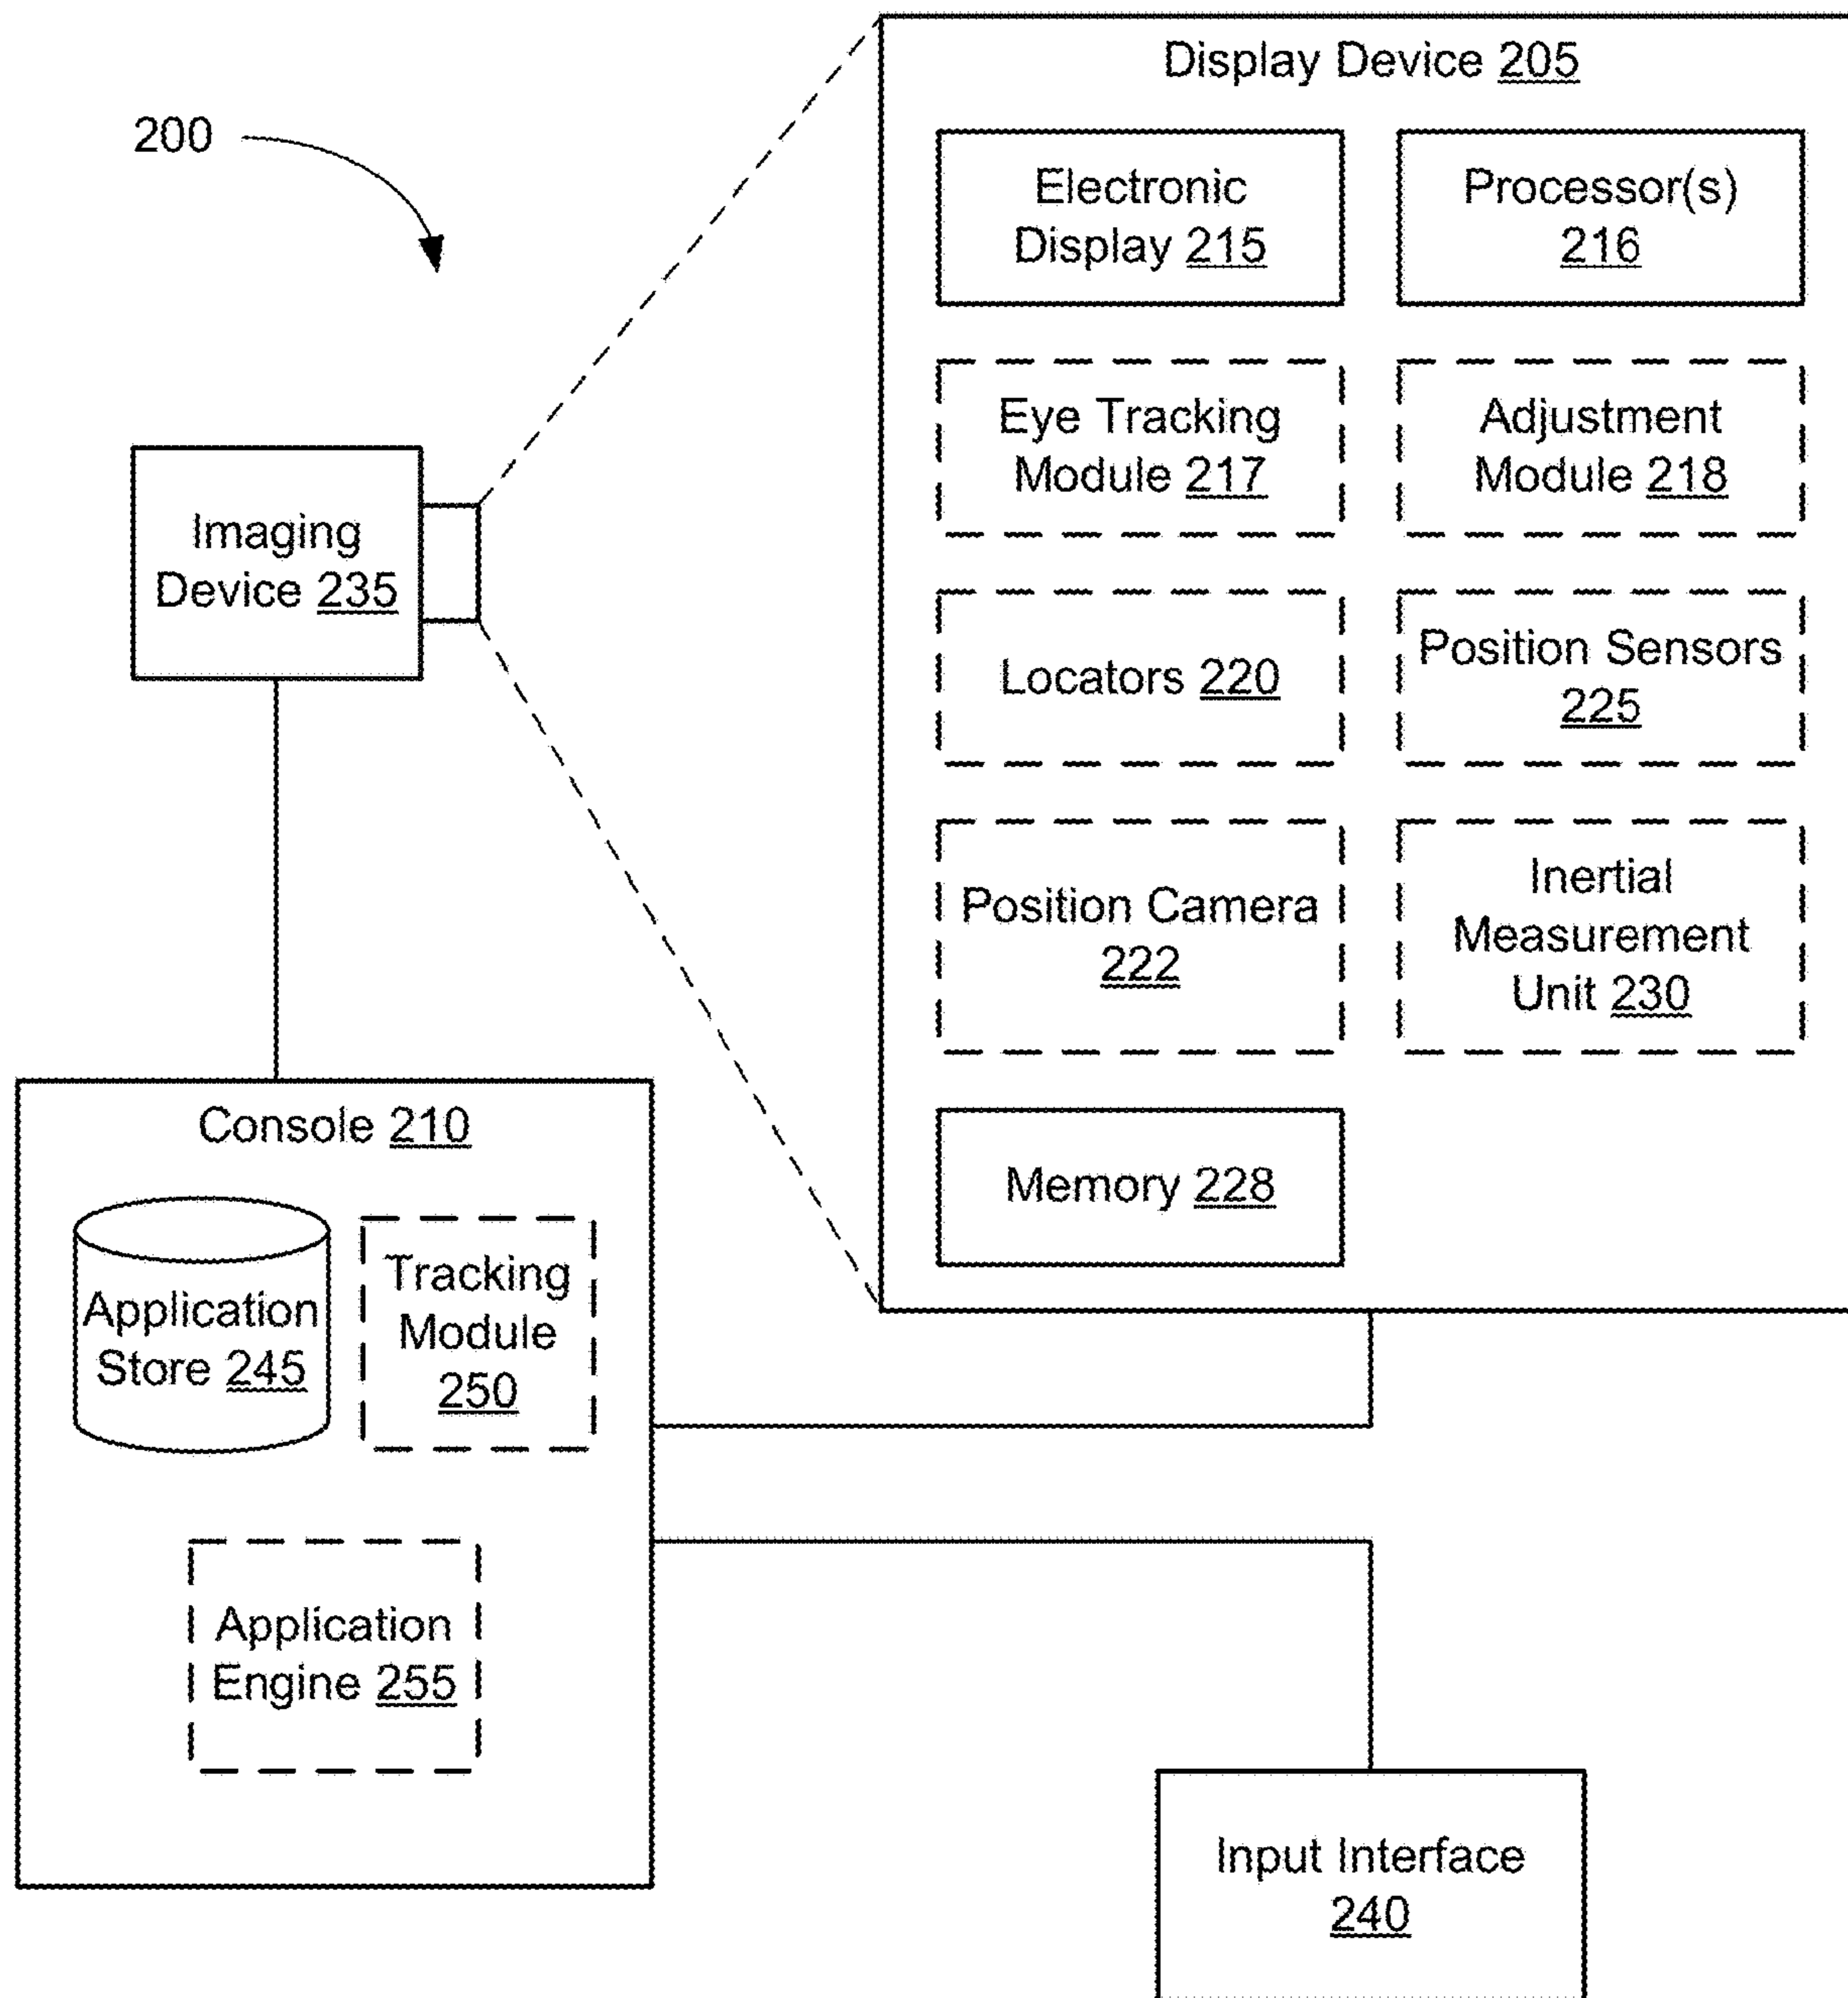 200
Display Device 205
Electronic
Display 215
Processor(s)
216
Eye Tracking
Module 217
Adjustment
Module 218
Locators 220
Position Sensors
225
Position Camera
222
Inertial
Measurement
Unit 230
Memory 228
Imaging
Device 235
Console 210
Application
Store 245
Tracking
Module
250
Application
Engine 255
Input Interface
240